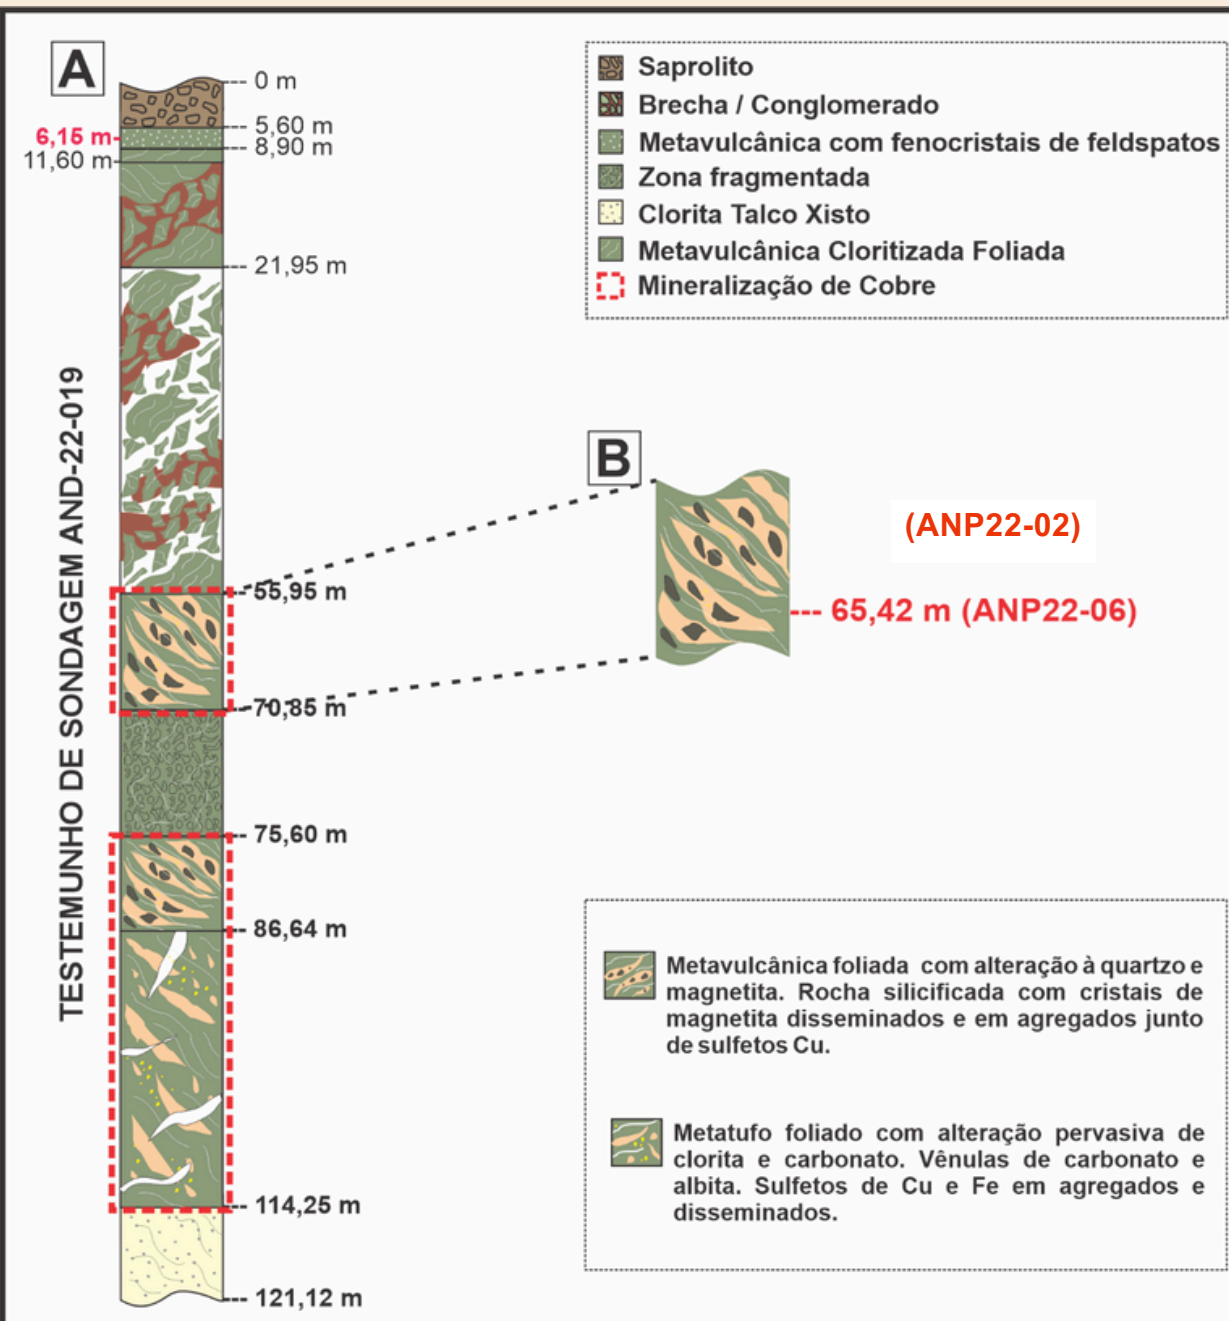 A
0 m
5,60 m
6,15 m
8,90 m
11,60 m
21,95 m
55,95 m
70,85 m
75,60 m
86,64 m
114,25 m
121,12 m
TESTEMUNHO DE SONDAGEM AND-22-019
Saprolito
Brecha / Conglomerado
Metavulcânica com fenocristais de feldspatos
Zona fragmentada
Clorita Talco Xisto
Metavulcânica Cloritizada Foliada
Mineralização de Cobre
B
(ANP22-02)
65,42 m (ANP22-06)
Metavulcânica foliada com alteração à quartzo e
magnetita. Rocha silicificada com cristais de
magnetita disseminados e em agregados junto
de sulfetos Cu.
Metatufo foliado com alteração pervasiva de
clorita e carbonato. Vênulas de carbonato e
albita. Sulfetos de Cu e Fe em agregados e
disseminados.